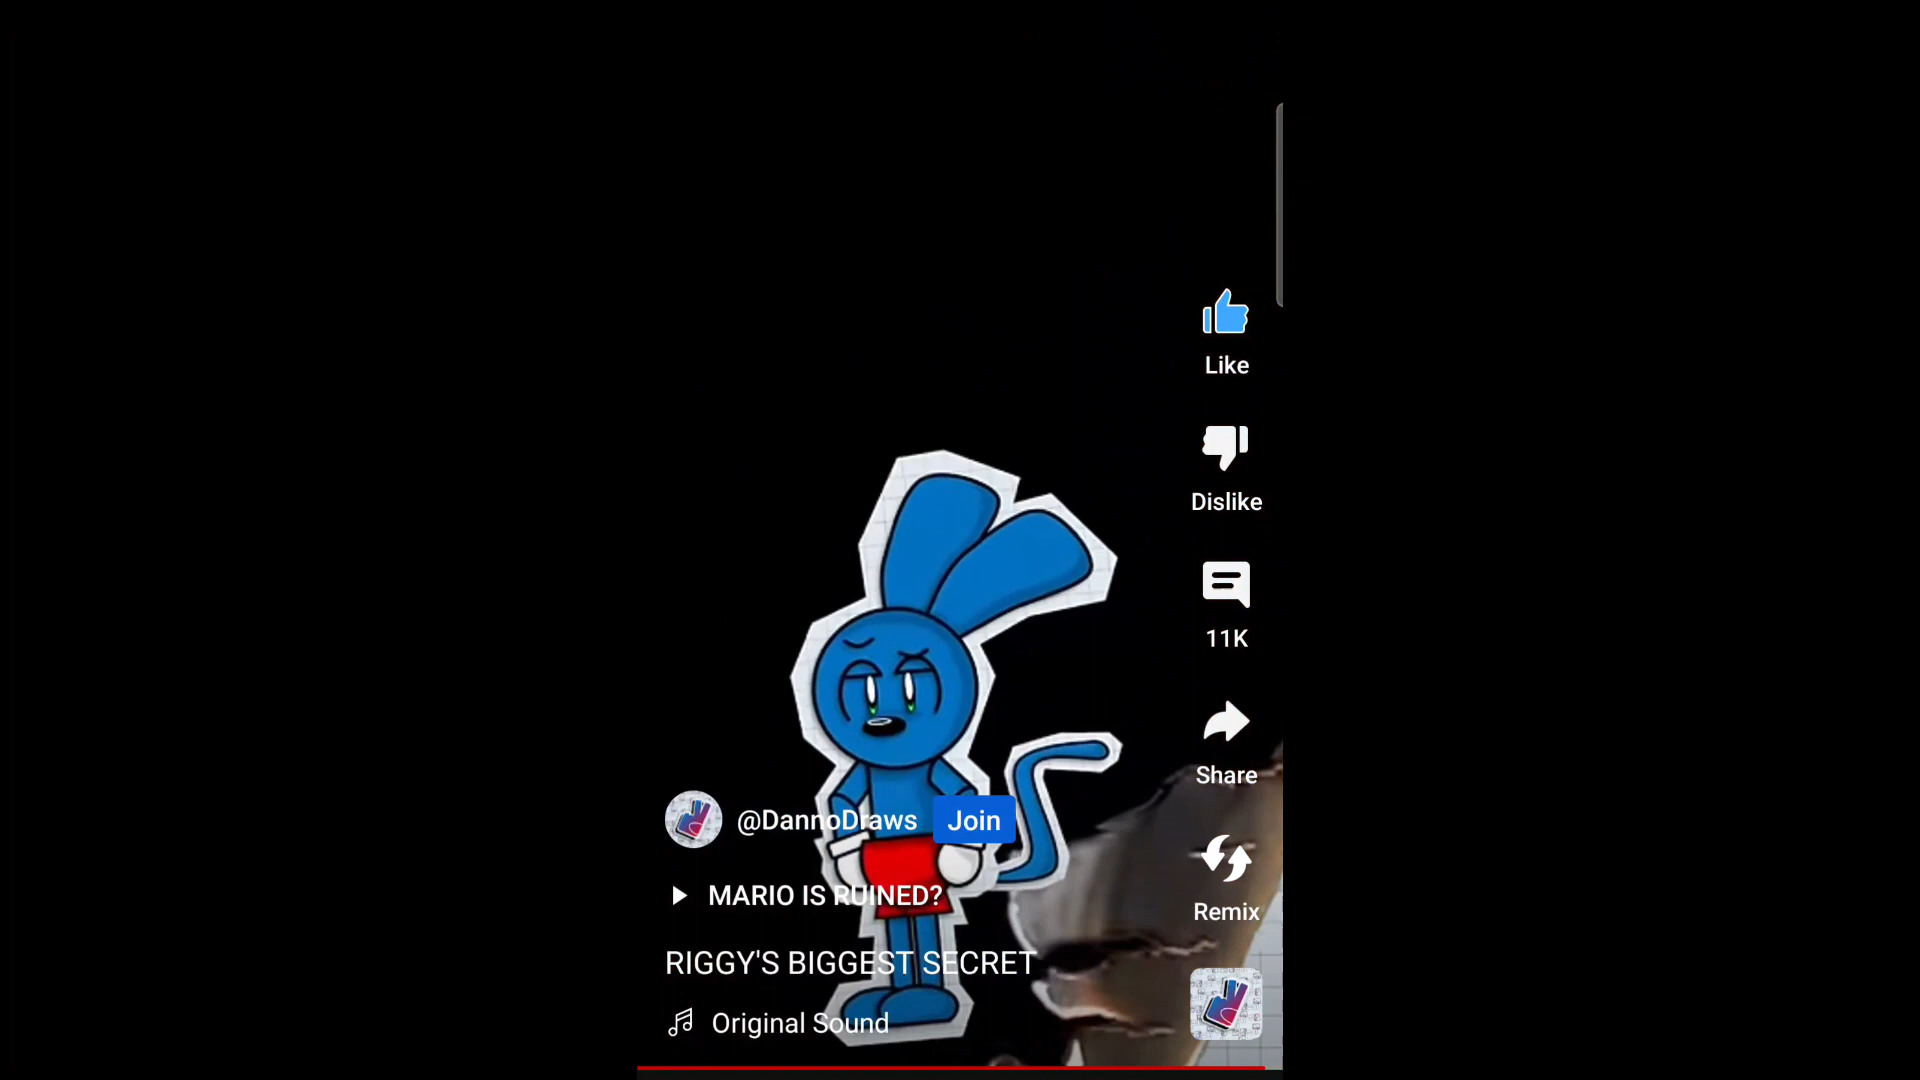 Like
Dislike
11K
Share
@DannoDraws Join
MARIO IS RUINED?
Remix
RIGGY'S BIGGEST SECRET
Original Sound